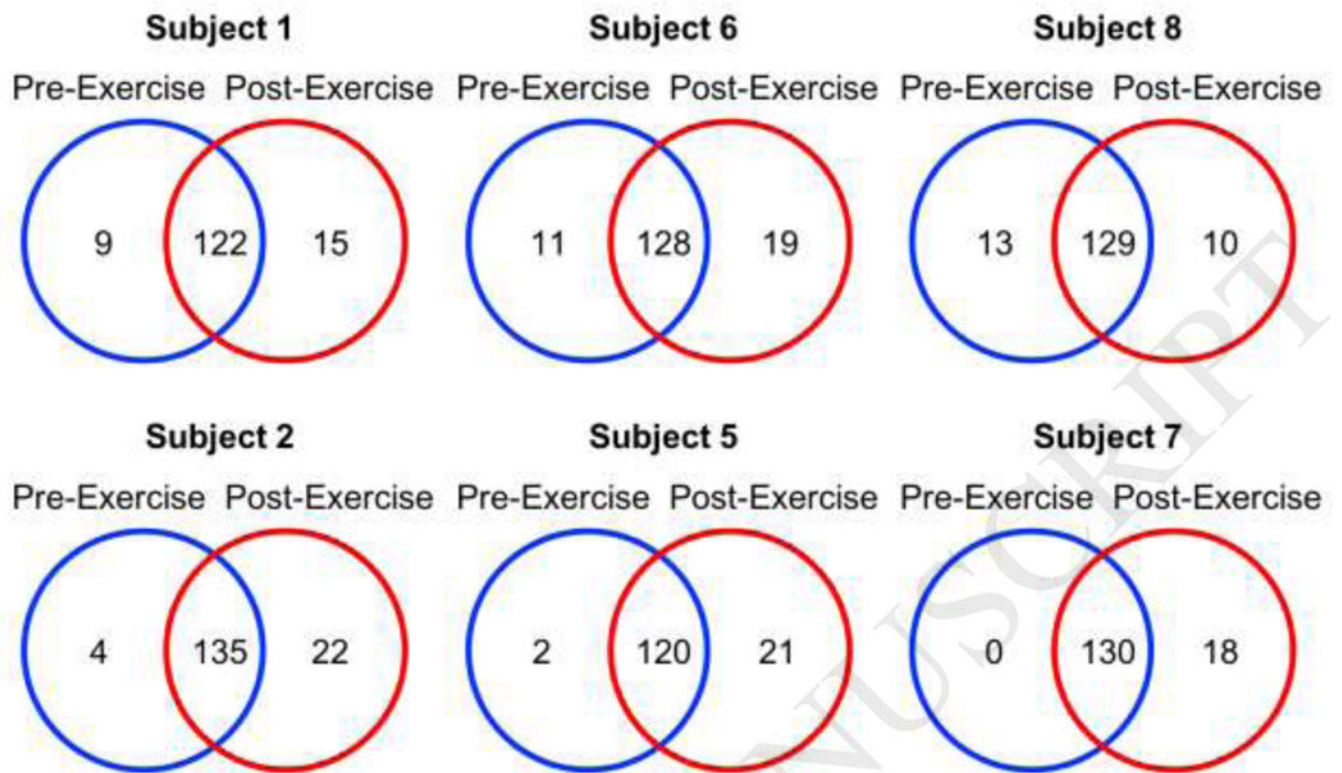 Subject 1 Subject 6 Subject 8
Pre-Exercise Post-Exercise Pre-Exercise Post-Exercise Pre-Exercise Post-Exercise
9 122 15 11 128 19 13 129 10
Subject 2 Subject 5 Subject 7
Pre-Exercise Post-Exercise Pre-Exercise Post-Exercise Pre-Exercise Post-Exercise
4 135 22 2 120 21 0 130 18
NUSCRIPT